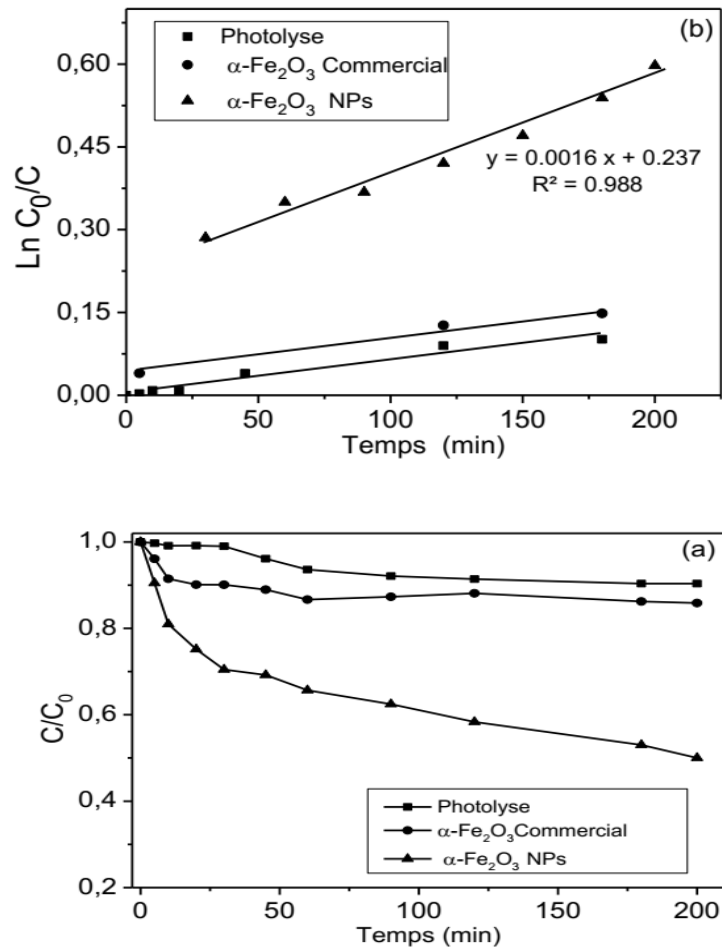 (b)
Photolyse
α-Fe₂O₃ Commercial
α-Fe₂O₃ NPs
0,60
0,45
0,30
0,15
0,00
Ln C₀/C
y = 0.0016 x + 0.237
R² = 0.988
0 50 100 150 200
Temps (min)
(a)
1,0
0,8
0,6
0,4
0,2
C/C₀
Photolyse
α-Fe₂O₃Commercial
α-Fe₂O₃ NPs
0 50 100 150 200
Temps (min)